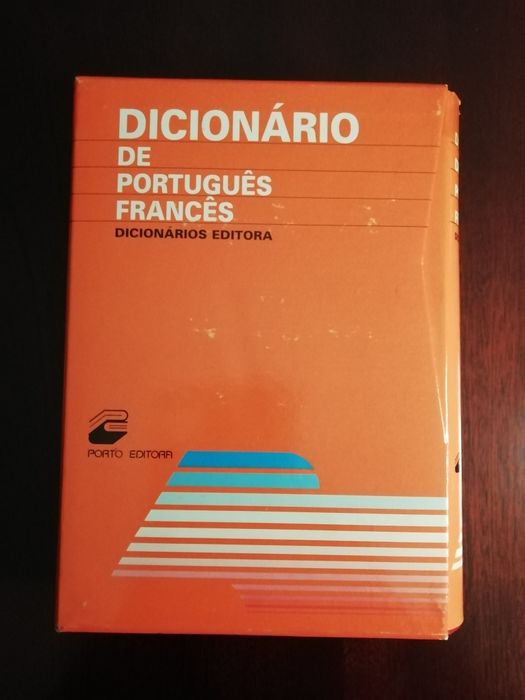 DICIONÁRIO
DE
PORTUGUÊS
FRANCÊS
DICIONÁRIOS EDITORA
PORTO EDITORA